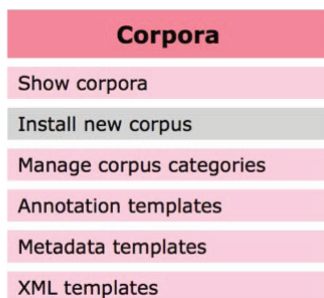 Corpora
Show corpora
Install new corpus
Manage corpus categories
Annotation templates
Metadata templates
XML templates